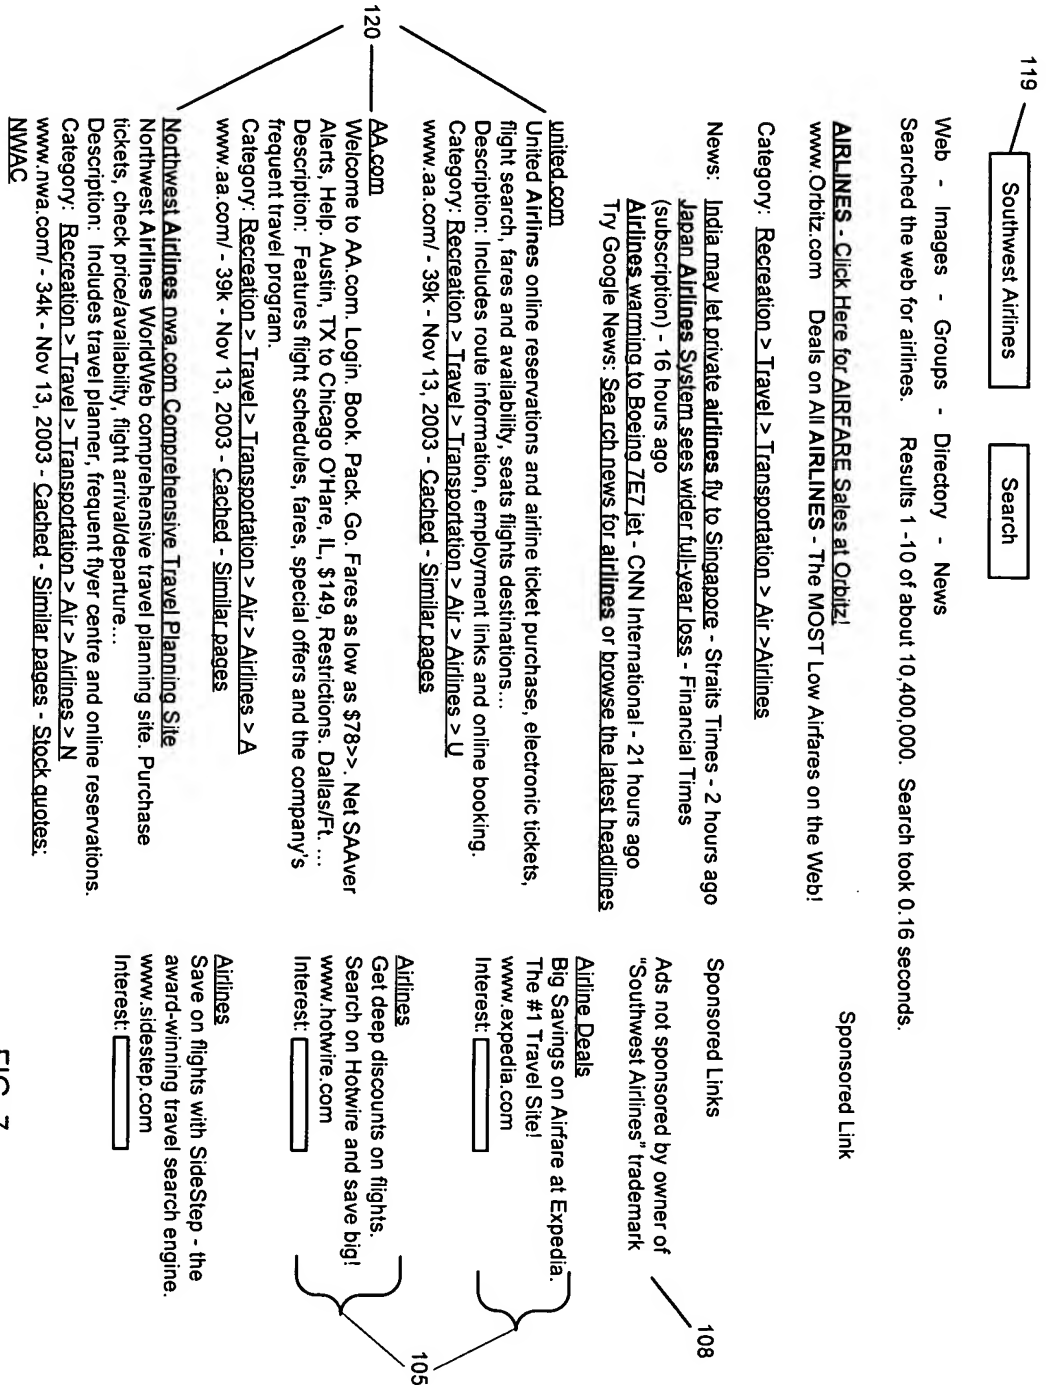 119
Southwest Airlines
Search
Web - Images - Groups - Directory - News
Searched the web for airlines. Results 1 -10 of about 10,400,000. Search took 0.16 seconds.
Sponsored Link
AIRLINES - Click Here for AIRFARE Sales at Orbitz!
www.Orbitz.com Deals on All AIRLINES - The MOST Low Airfares on the Web!
Category: Recreation > Travel > Transportation > Air >Airlines
News: India may let private airlines fly to Singapore - Straits Times - 2 hours ago
Japan Airlines System sees wider full-year loss - Financial Times
(subscription) - 16 hours ago
Airlines warming to Boeing 7E7 jet - CNN International - 21 hours ago
Try Google News: Sea rch news for airlines or browse the latest headlines
120
united.com
United Airlines online reservations and airline ticket purchase, electronic tickets,
flight search, fares and availability, seats flights destinations...
Description: Includes route information, employment links and online booking.
Category: Recreation > Travel > Transportation > Air > Airlines > U
www.aa.com/ - 39k - Nov 13, 2003 - Cached - Similar pages
AA.com
Welcome to AA.com. Login. Book. Pack. Go. Fares as low as $78>>. Net SAAver
Alerts, Help. Austin, TX to Chicago O'Hare, IL, $149, Restrictions. Dallas/Ft. ...
Description: Features flight schedules, fares, special offers and the company's
frequent travel program.
Category: Recreation > Travel > Transportation > Air > Airlines > A
www.aa.com/ - 39k - Nov 13, 2003 - Cached - Similar pages
Northwest Airlines nwa.com Comprehensive Travel Planning Site
Northwest Airlines WorldWeb comprehensive travel planning site. Purchase
tickets, check price/availability, flight arrival/departure...
Description: Includes travel planner, frequent flyer centre and online reservations.
Category: Recreation > Travel > Transportation > Air > Airlines > N
www.nwa.com/ - 34k - Nov 13, 2003 - Cached - Similar pages - Stock quotes:
NWAC
Sponsored Links
Ads not sponsored by owner of
"Southwest Airlines" trademark
108
Airline Deals
Big Savings on Airfare at Expedia.
The #1 Travel Site!
www.expedia.com
Interest:
105
Airlines
Get deep discounts on flights.
Search on Hotwire and save big!
www.hotwire.com
Interest:
Airlines
Save on flights with SideStep - the
award-winning travel search engine.
www.sidestep.com
Interest: